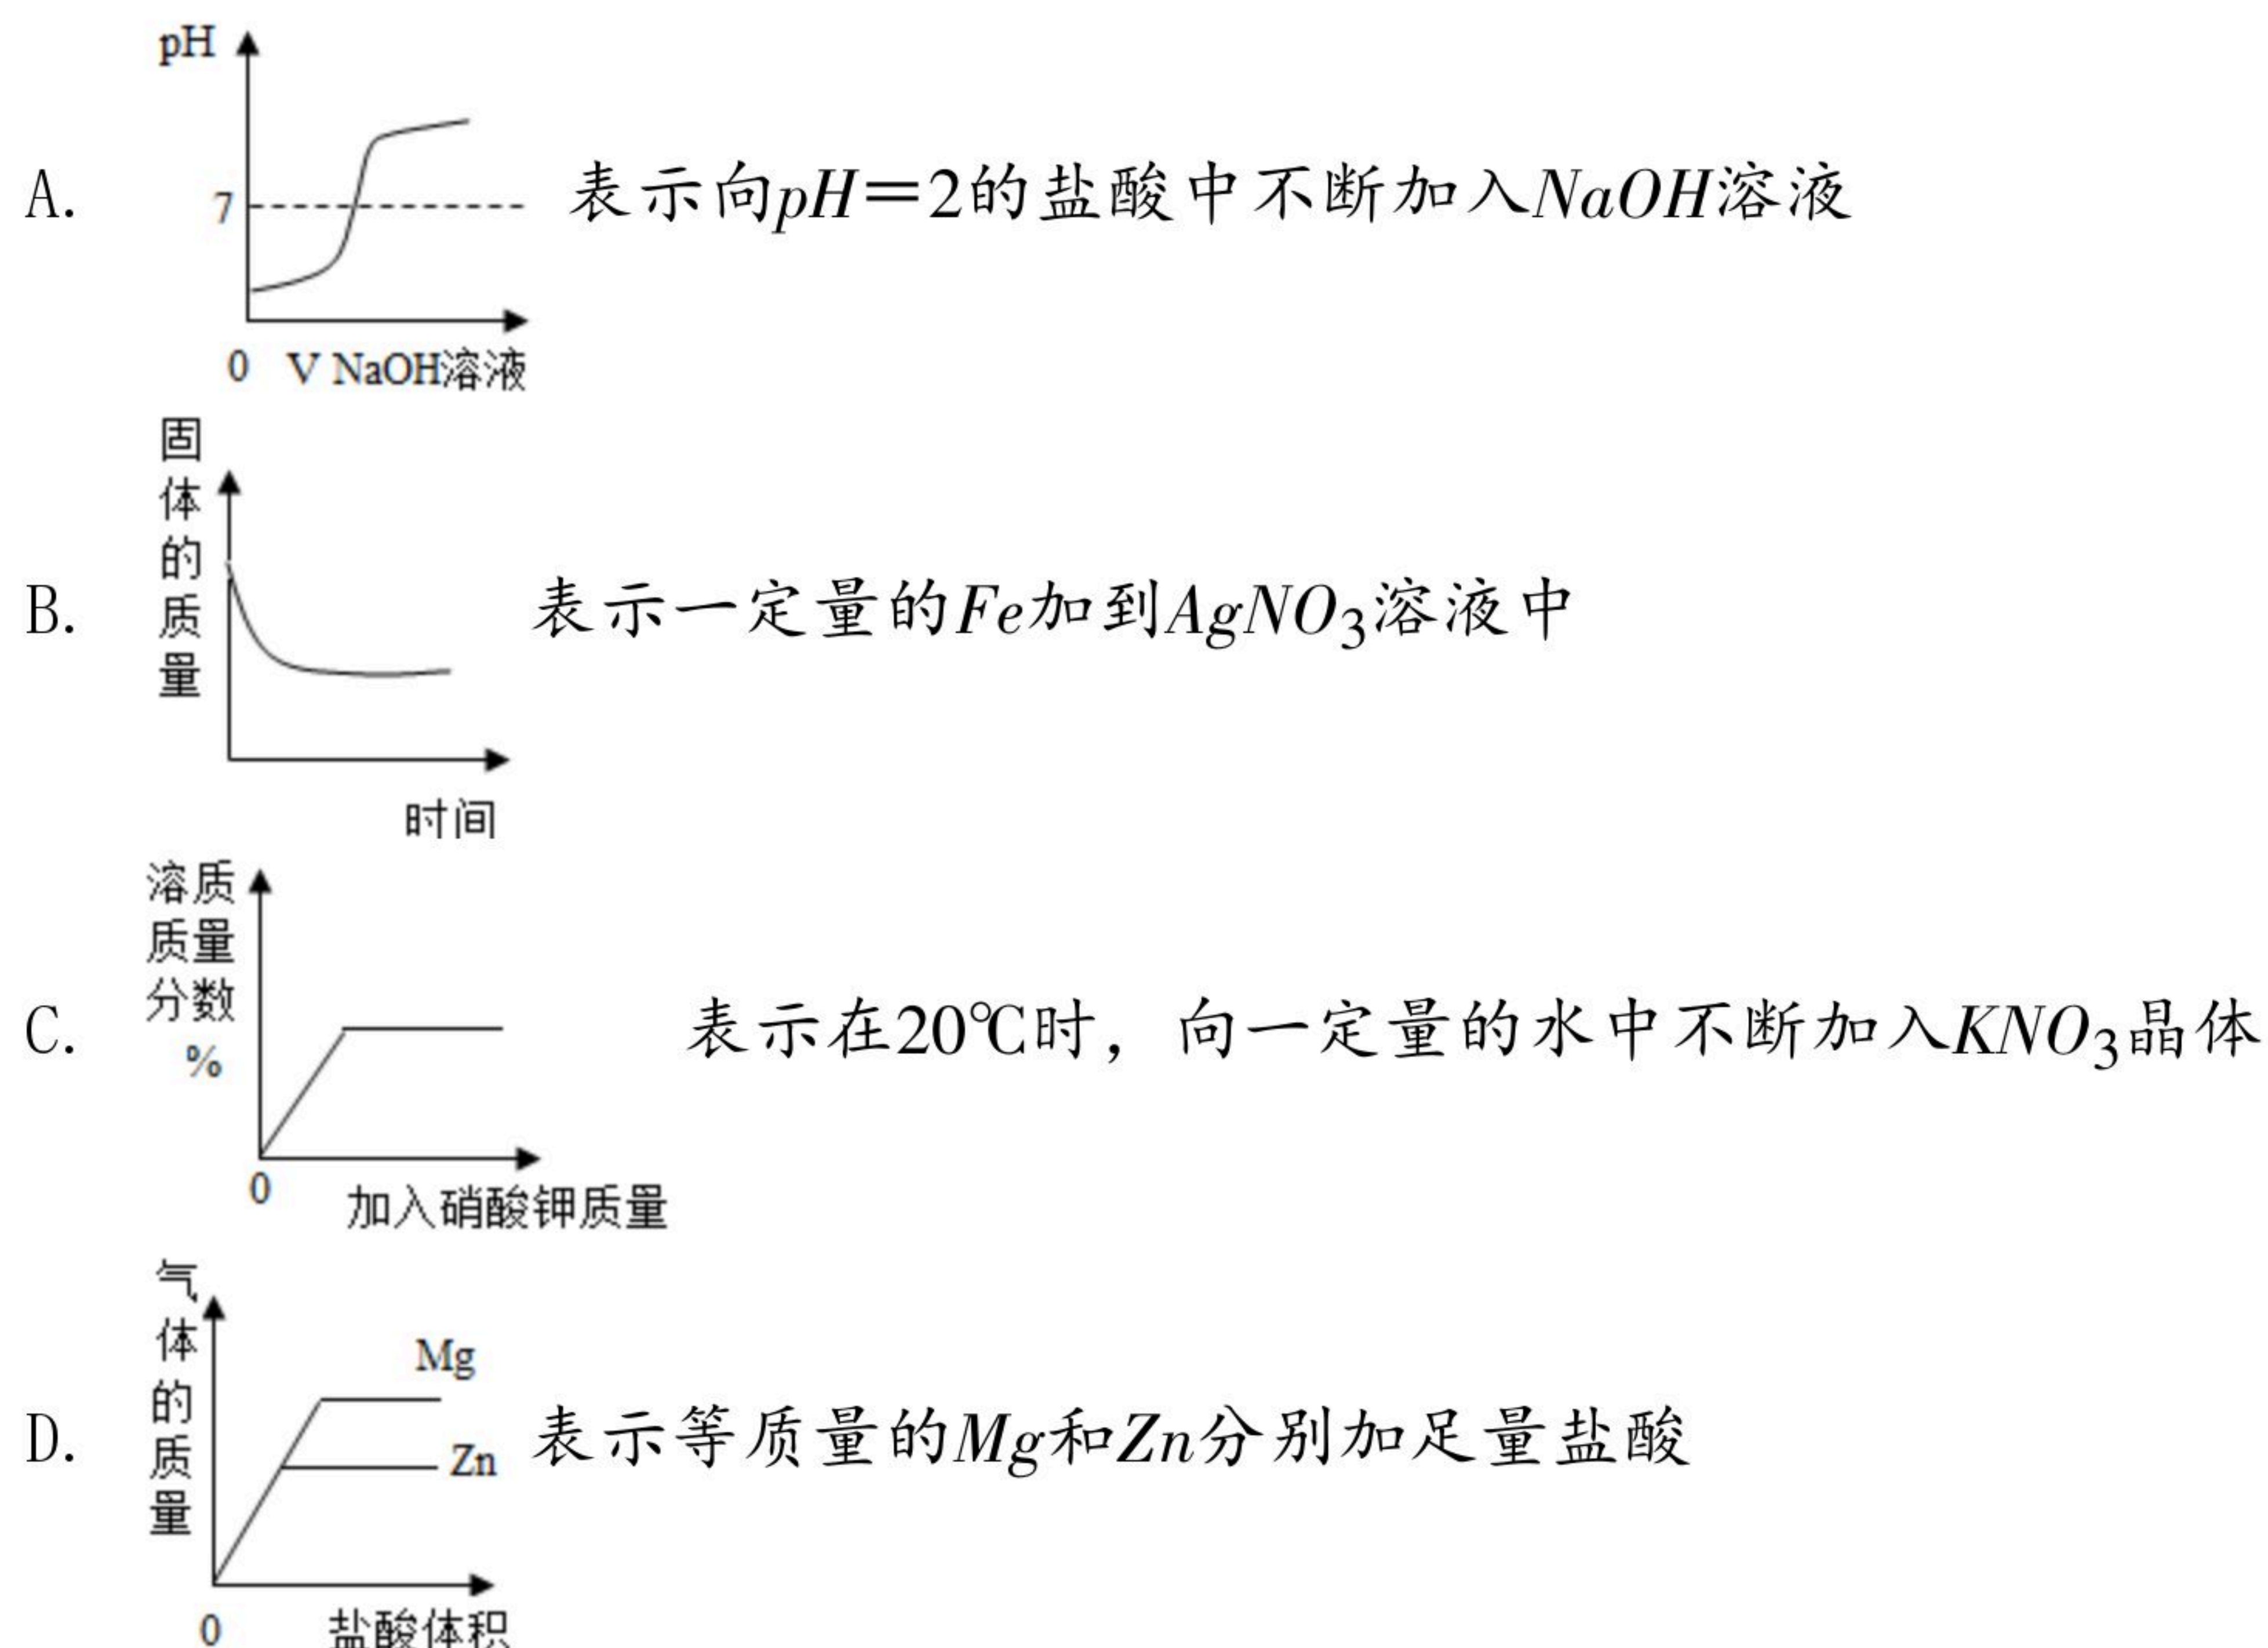 pH
7
A. 表示向pH＝2的盐酸中不断加入NaOH溶液
0 V NaOH溶液
固体的质量
B. 表示一定量的Fe加到AgNO₃溶液中
时间
溶质
质量
分数
%
C. 表示在20℃时，向一定量的水中不断加入KNO₃晶体
0
加入硝酸钾质量
气体的质量
Mg
Zn
D. 表示等质量的Mg和Zn分别加足量盐酸
0 盐酸体积